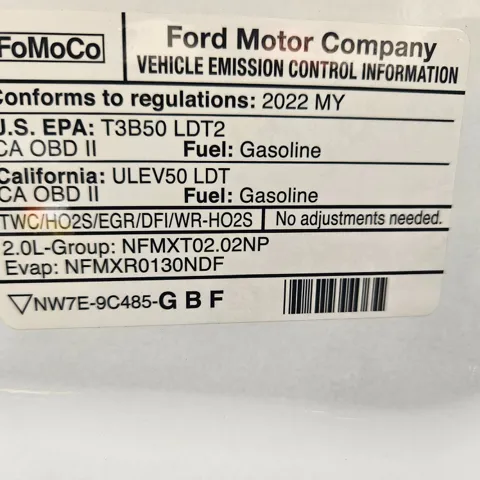 FoMoCo
Ford Motor Company
VEHICLE EMISSION CONTROL INFORMATION
Conforms to regulations: 2022 MY
U.S. EPA: T3B50 LDT2
CA OBD II Fuel: Gasoline
California: ULEV50 LDT
CA OBD II Fuel: Gasoline
TWC/HO2S/EGR/DFI/WR-HO2S No adjustments needed.
2.0L-Group: NFMXT02.02NP
Evap: NFMXR0130NDF
▽NW7E-9C485-G B F